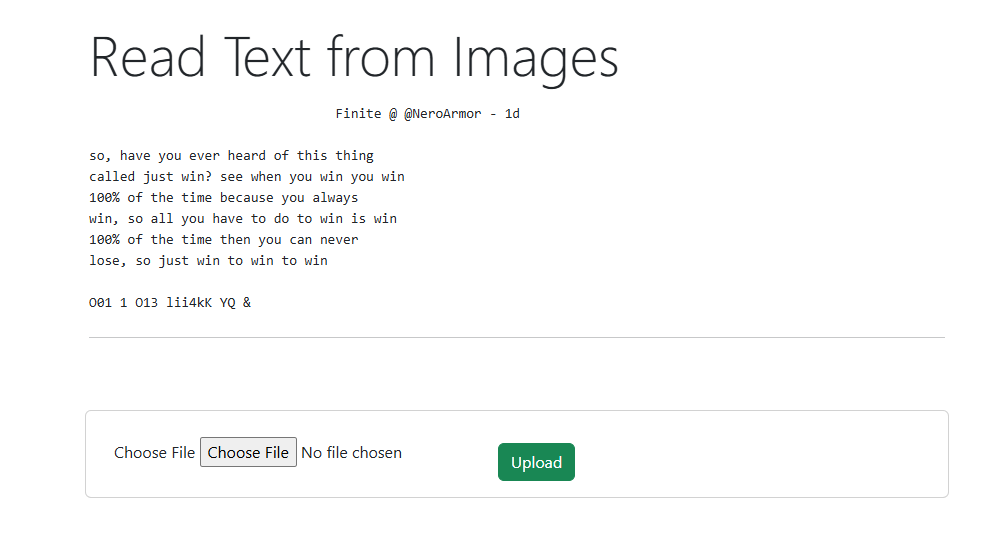 Read Text from Images
Finite @ @NeroArmor - 1d
so, have you ever heard of this thing
called just win? see when you win you win
100% of the time because you always
win, so all you have to do to win is win
100% of the time then you can never
lose, so just win to win to win
O01 1 O13 lii4kK YQ &
Choose File Choose File No file chosen
Upload